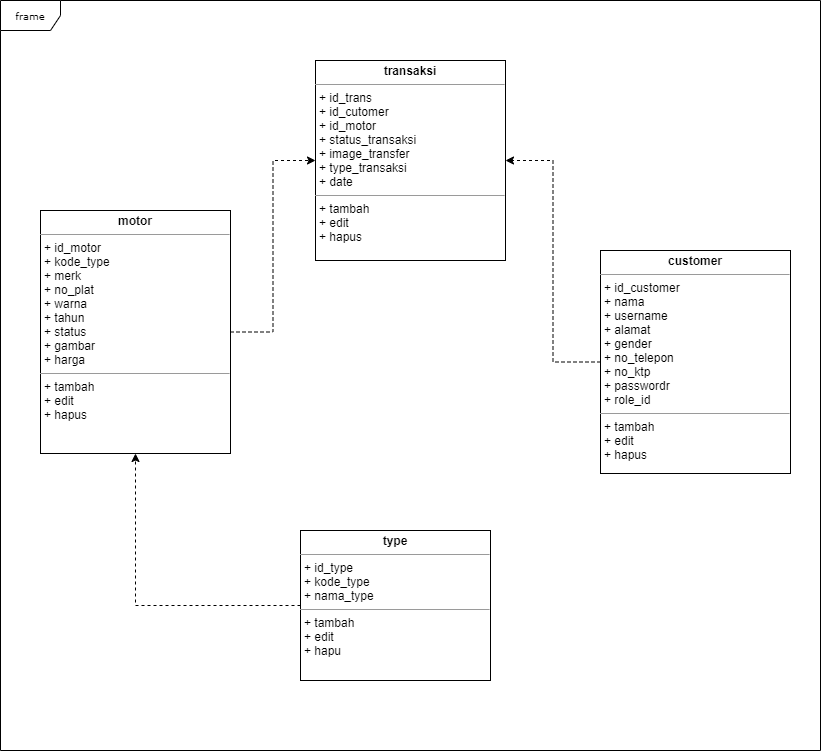 frame
transaksi
+ id_trans
+ id_cutomer
+ id_motor
+ status_transaksi
+ image_transfer
+ type_transaksi
+ date
+ tambah
+ edit
+ hapus
motor
+ id_motor
+ kode_type
+ merk
+ no_plat
+ warna
+ tahun
+ status
+ gambar
+ harga
+ tambah
+ edit
+ hapus
customer
+ id_customer
+ nama
+ username
+ alamat
+ gender
+ no_telepon
+ no_ktp
+ passwordr
+ role_id
+ tambah
+ edit
+ hapus
type
+ id_type
+ kode_type
+ nama_type
+ tambah
+ edit
+ hapu